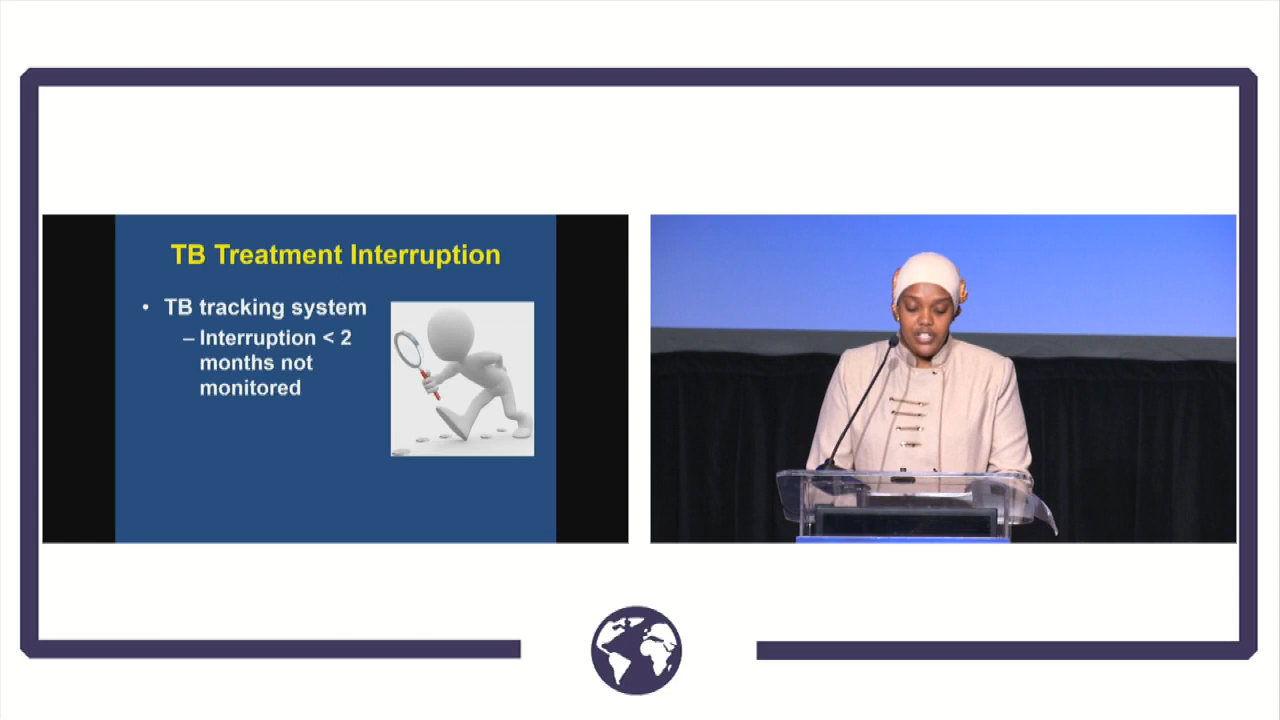 TB Treatment Interruption
• TB tracking system
– Interruption < 2
months not
monitored